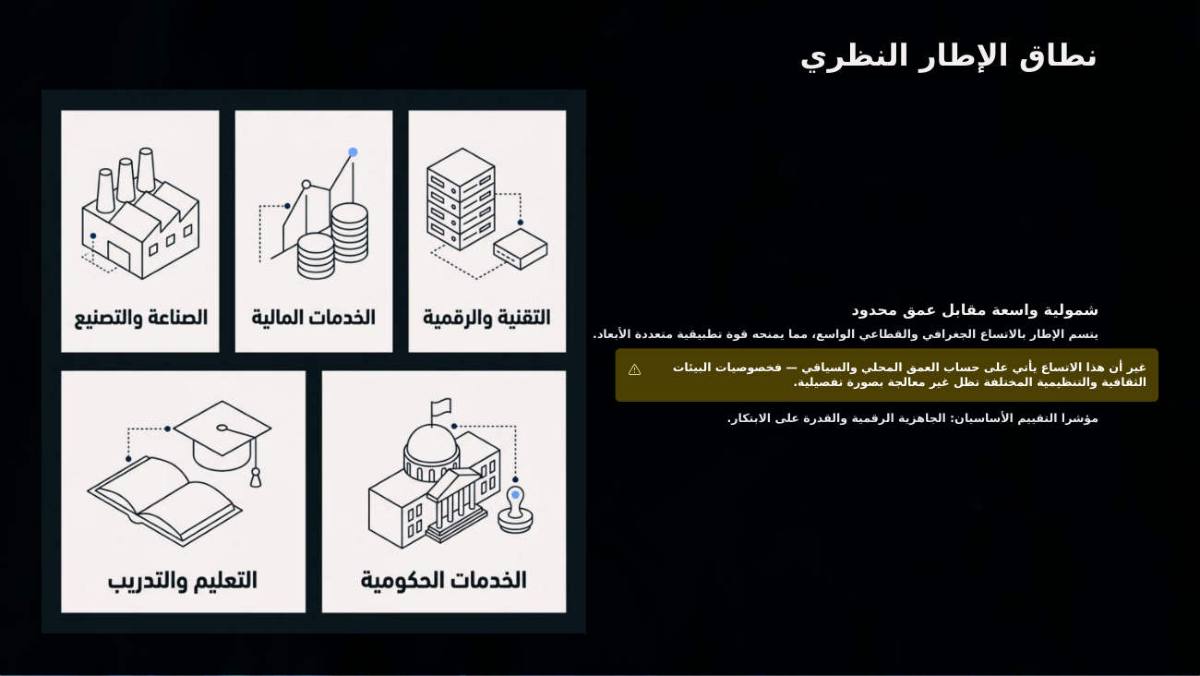 نطاق الإطار النظري
شمولية واسعة مقابل عمق محدود
يتسم الإطار بالاتساع الجغرافي والقطاعي الواسع، مما يمنحه قوة تطبيقية متعددة الأبعاد.
غير أن هذا الاتساع يأتي على حساب العمق المحلي والسياقي — فخصوصيات البيئات
الثقافية والتنظيمية المختلفة تظل غير معالجة بصورة تفصيلية.
مؤشرا التقييم الأساسيان: الجاهزية الرقمية والقدرة على الابتكار.
التقنية والرقمية
الخدمات المالية
الصناعة والتصنيع
الخدمات الحكومية
التعليم والتدريب